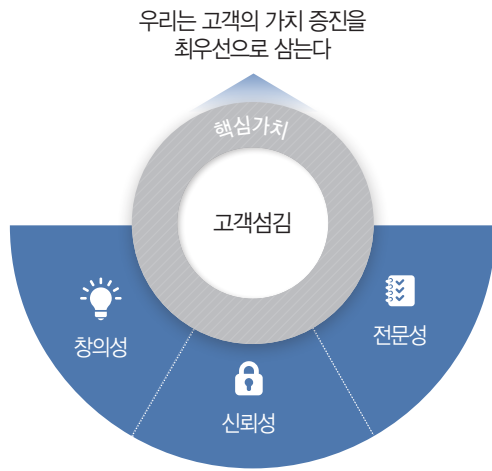 우리는 고객의 가치 증진을
최우선으로 삼는다
핵심가치
고객섬김
창의성
신뢰성
전문성